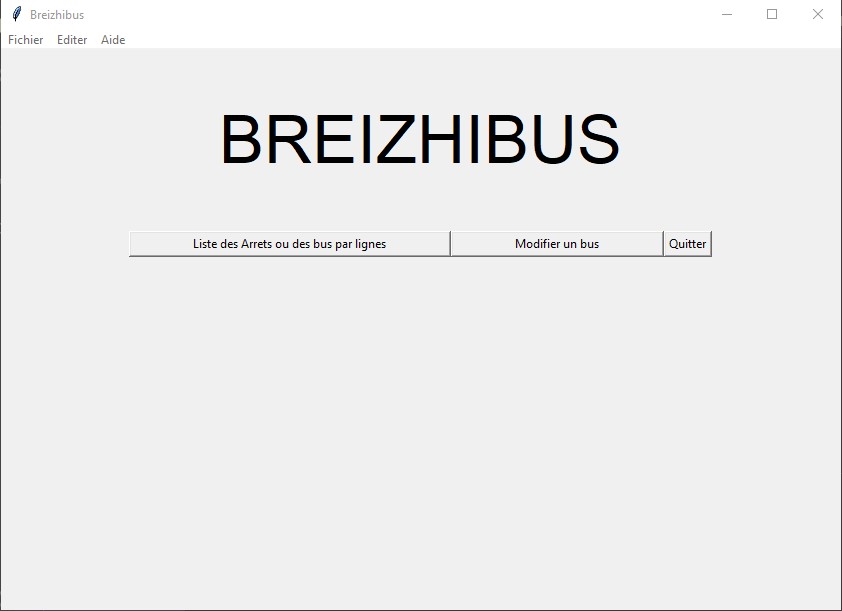 Breizhibus
Fichier Editer Aide
BREIZHIBUS
Liste des Arrets ou des bus par lignes Modifier un bus Quitter